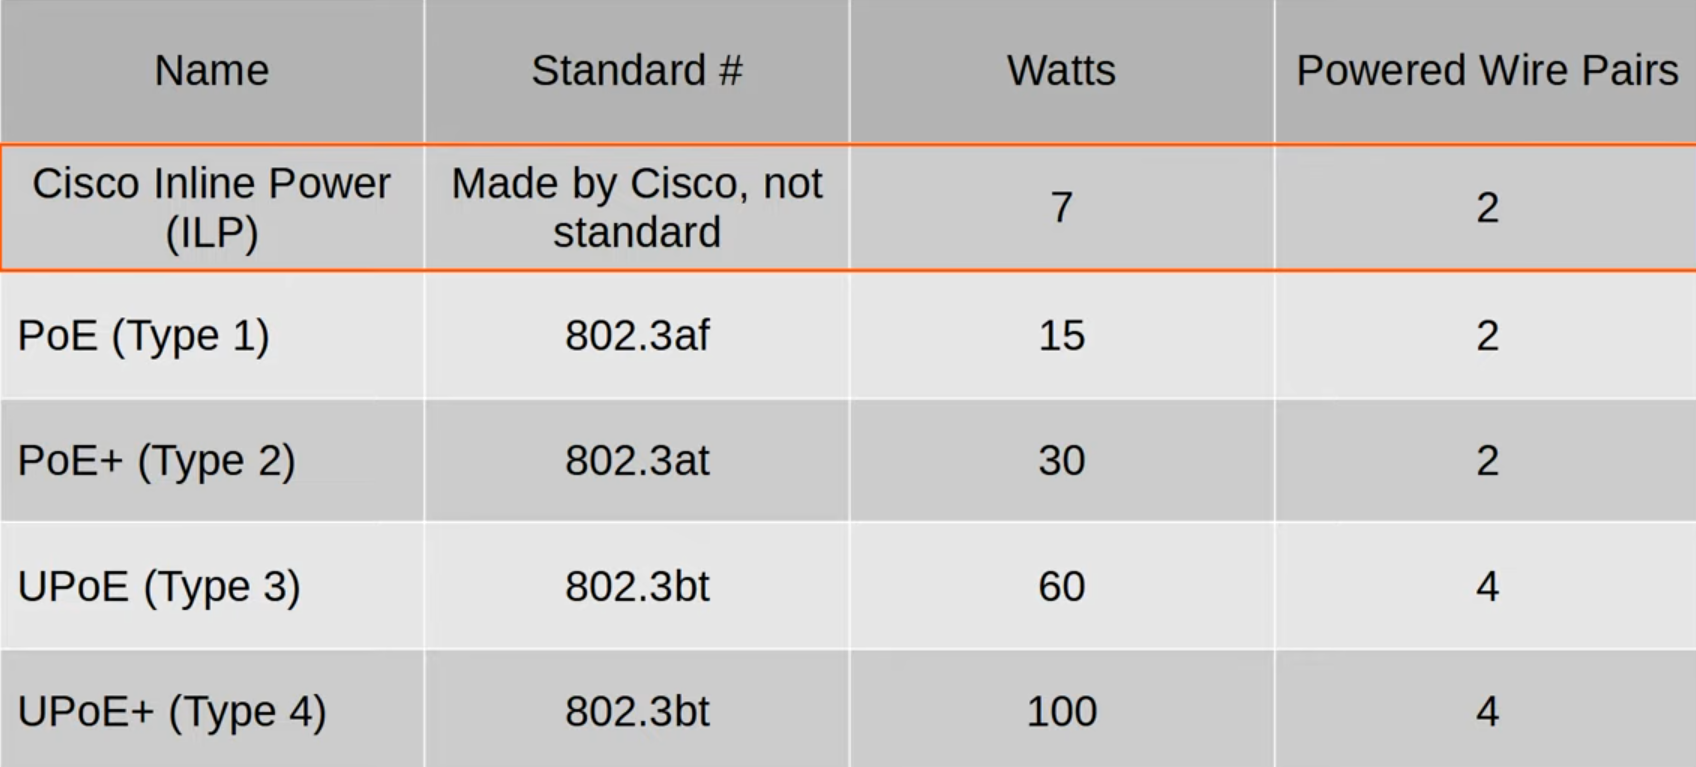 Name Standard # Watts Powered Wire Pairs
Cisco Inline Power (ILP) Made by Cisco, not standard 7 2
PoE (Type 1) 802.3af 15 2
PoE+ (Type 2) 802.3at 30 2
UPoE (Type 3) 802.3bt 60 4
UPoE+ (Type 4) 802.3bt 100 4